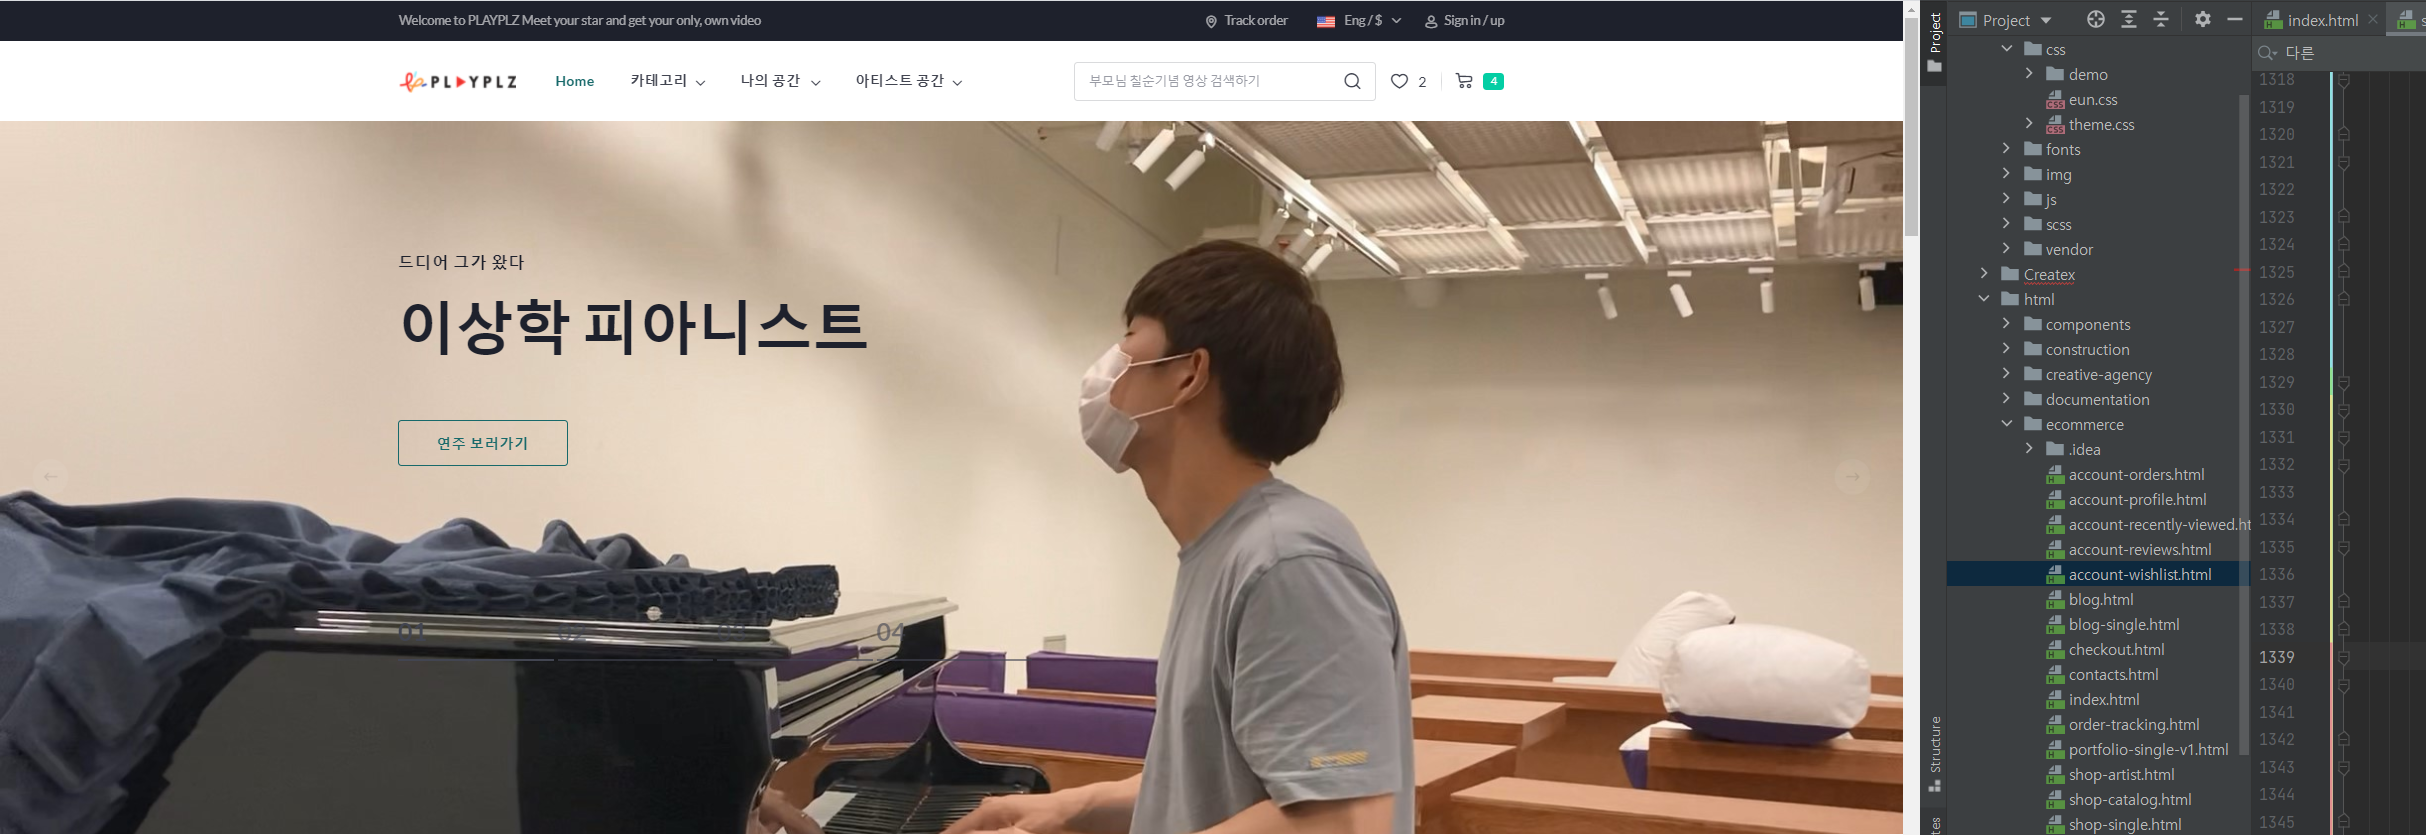 Welcome to PLAYPLZ Meet your star and get your only, own video
Track order
Eng / $
Sign in / up
PLAYPLZ
Home
카테고리
나의 공간
아티스트 공간
부모님 칠순기념 영상 검색하기
2
4
드디어 그가 왔다
이상학 피아니스트
연주 보러가기
01
02
03
04
Project
Structure
Project
css
demo
eun.css
theme.css
fonts
img
js
scss
vendor
Createx
html
components
construction
creative-agency
documentation
ecommerce
.idea
account-orders.html
account-profile.html
account-recently-viewed.ht
account-reviews.html
account-wishlist.html
blog.html
blog-single.html
checkout.html
contacts.html
index.html
order-tracking.html
portfolio-single-v1.html
shop-artist.html
shop-catalog.html
shop-single.html
index.html
다른
1318
1319
1320
1321
1322
1323
1324
1325
1326
1327
1328
1329
1330
1331
1332
1333
1334
1335
1336
1337
1338
1339
1340
1341
1342
1343
1344
1345